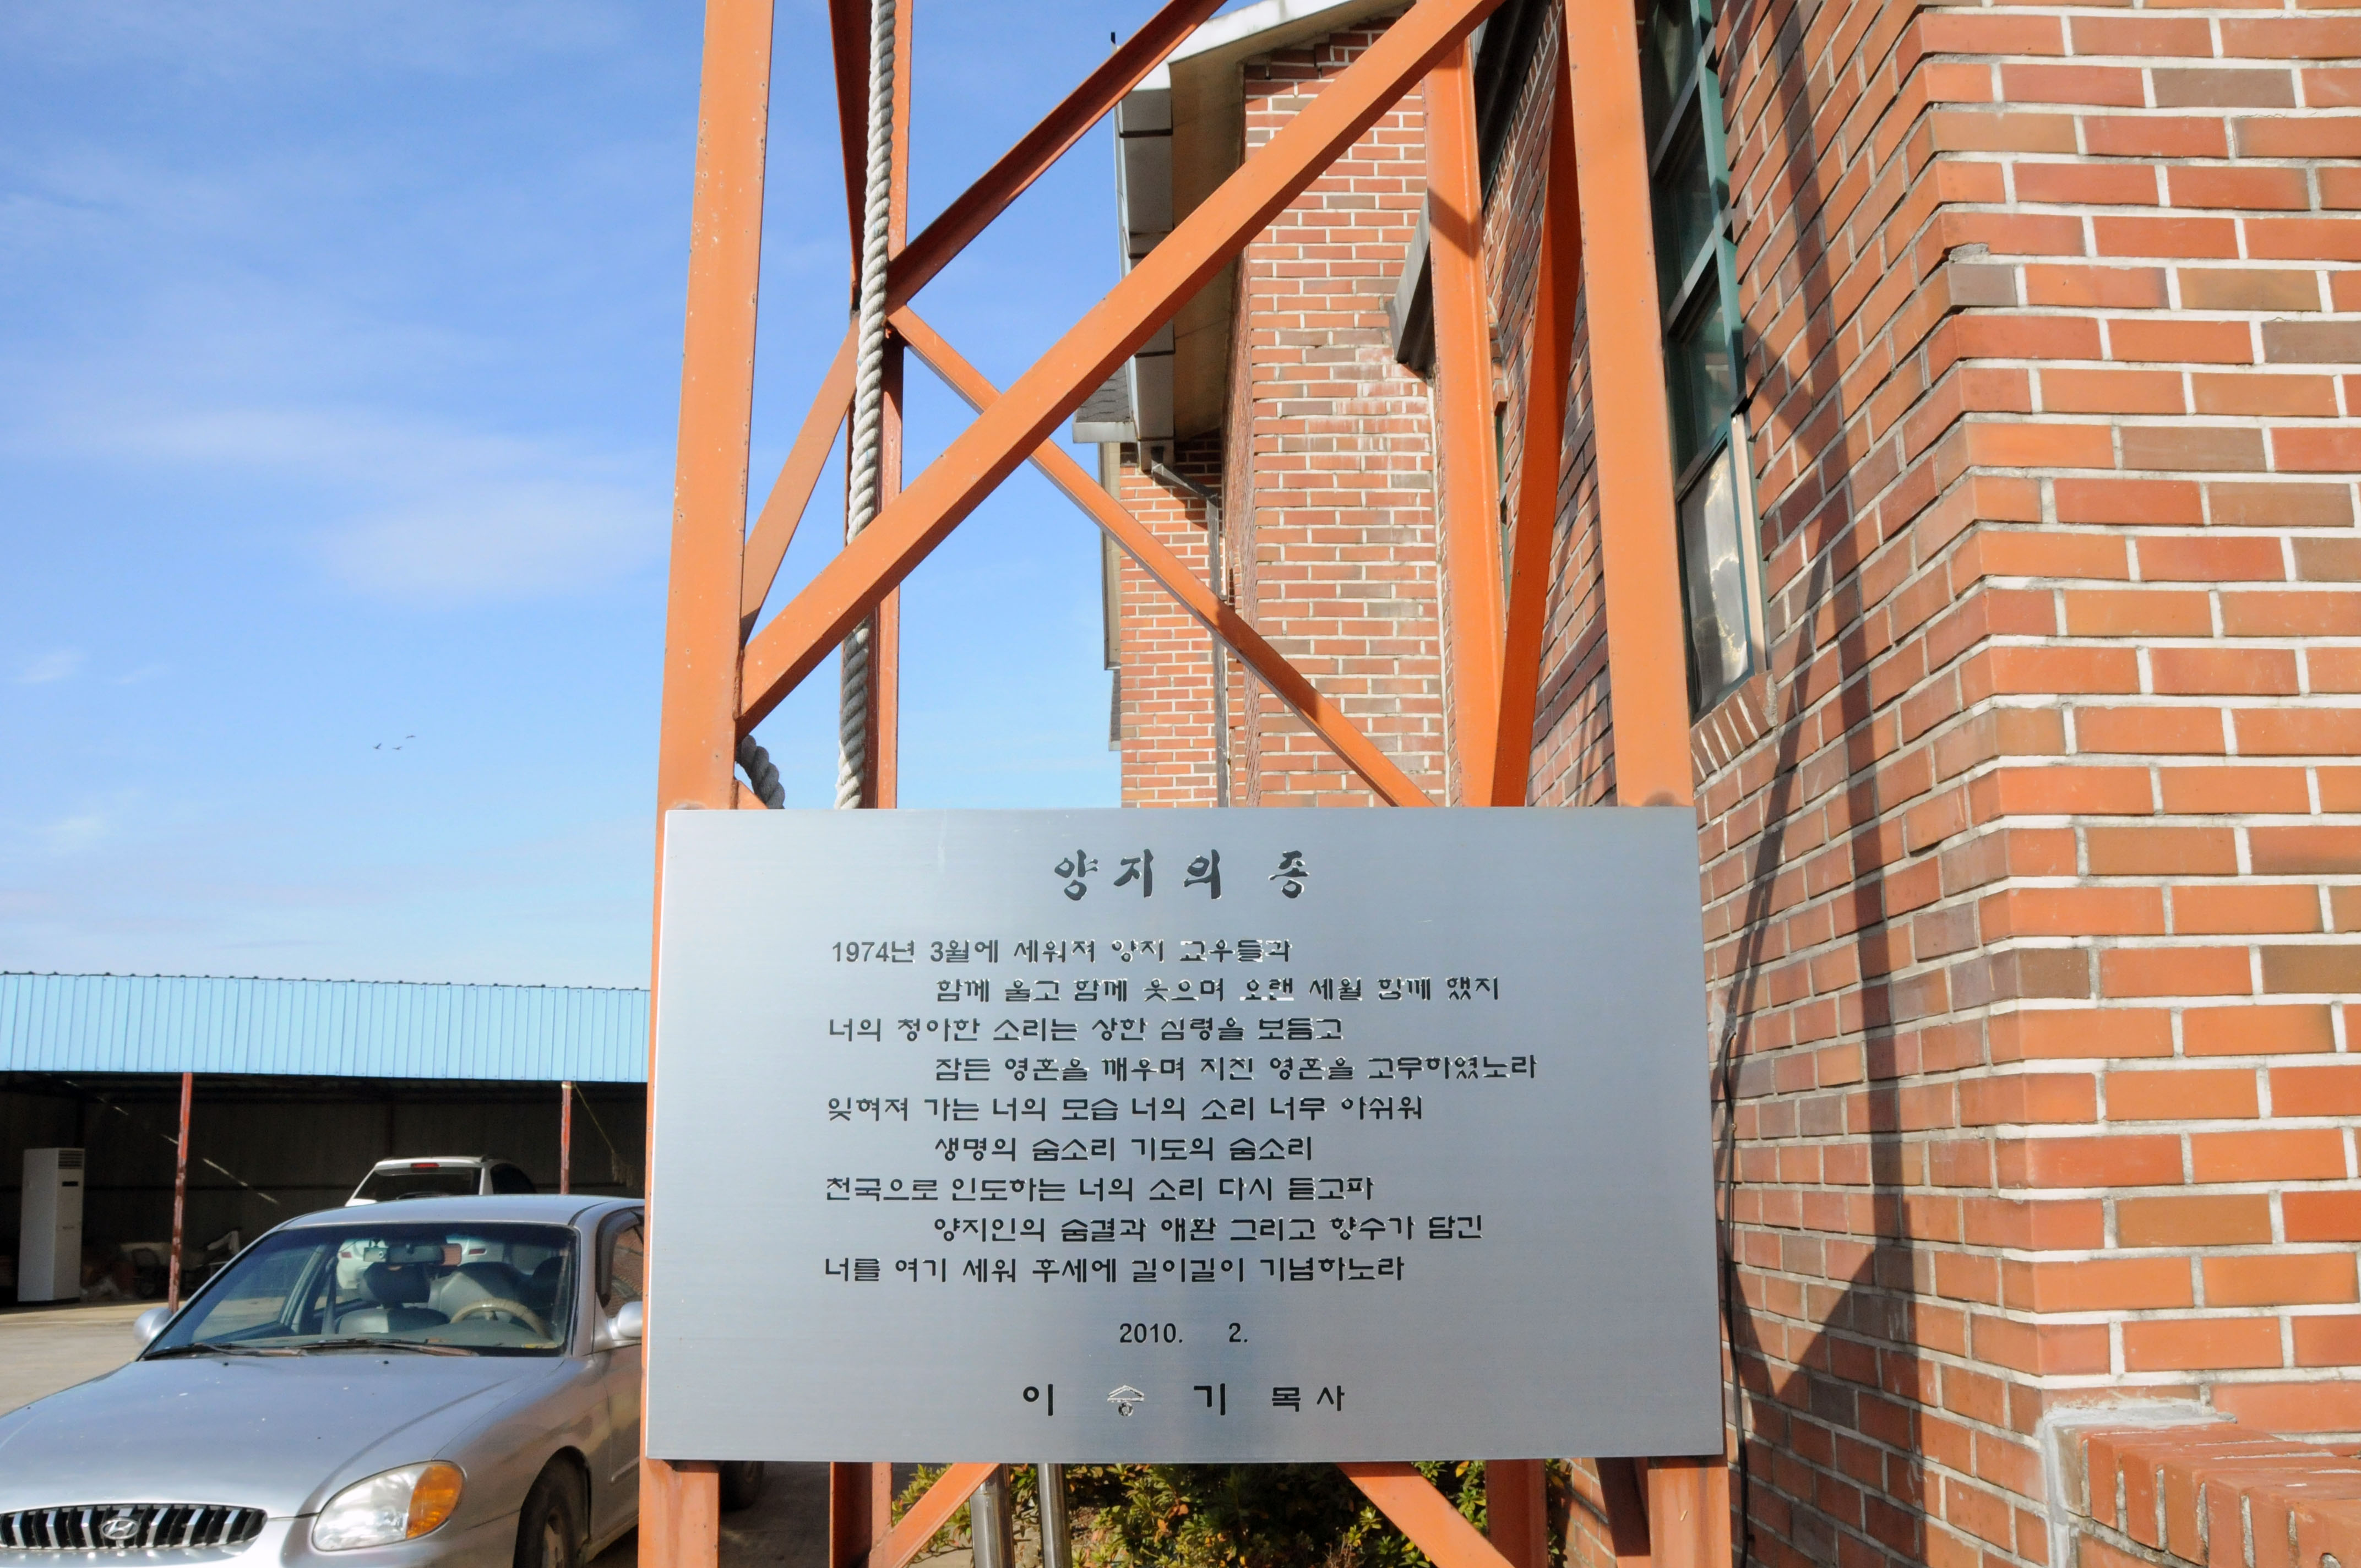 양지의 종
1974년 3월에 세워져 양지 교우들과
함께 울고 함께 웃으며 오랜 세월 함께 했지
너의 청아한 소리는 상한 심령을 보듬고
잠든 영혼을 깨우며 지친 영혼을 고무하였노라
잊혀져 가는 너의 모습 너의 소리 너무 아쉬워
생명의 숨소리 기도의 숨소리
천국으로 인도하는 너의 소리 다시 듣고파
양지인의 숨결과 애환 그리고 향수가 담긴
너를 여기 세워 후세에 길이길이 기념하노라
2010. 2.
이 승 기 목사